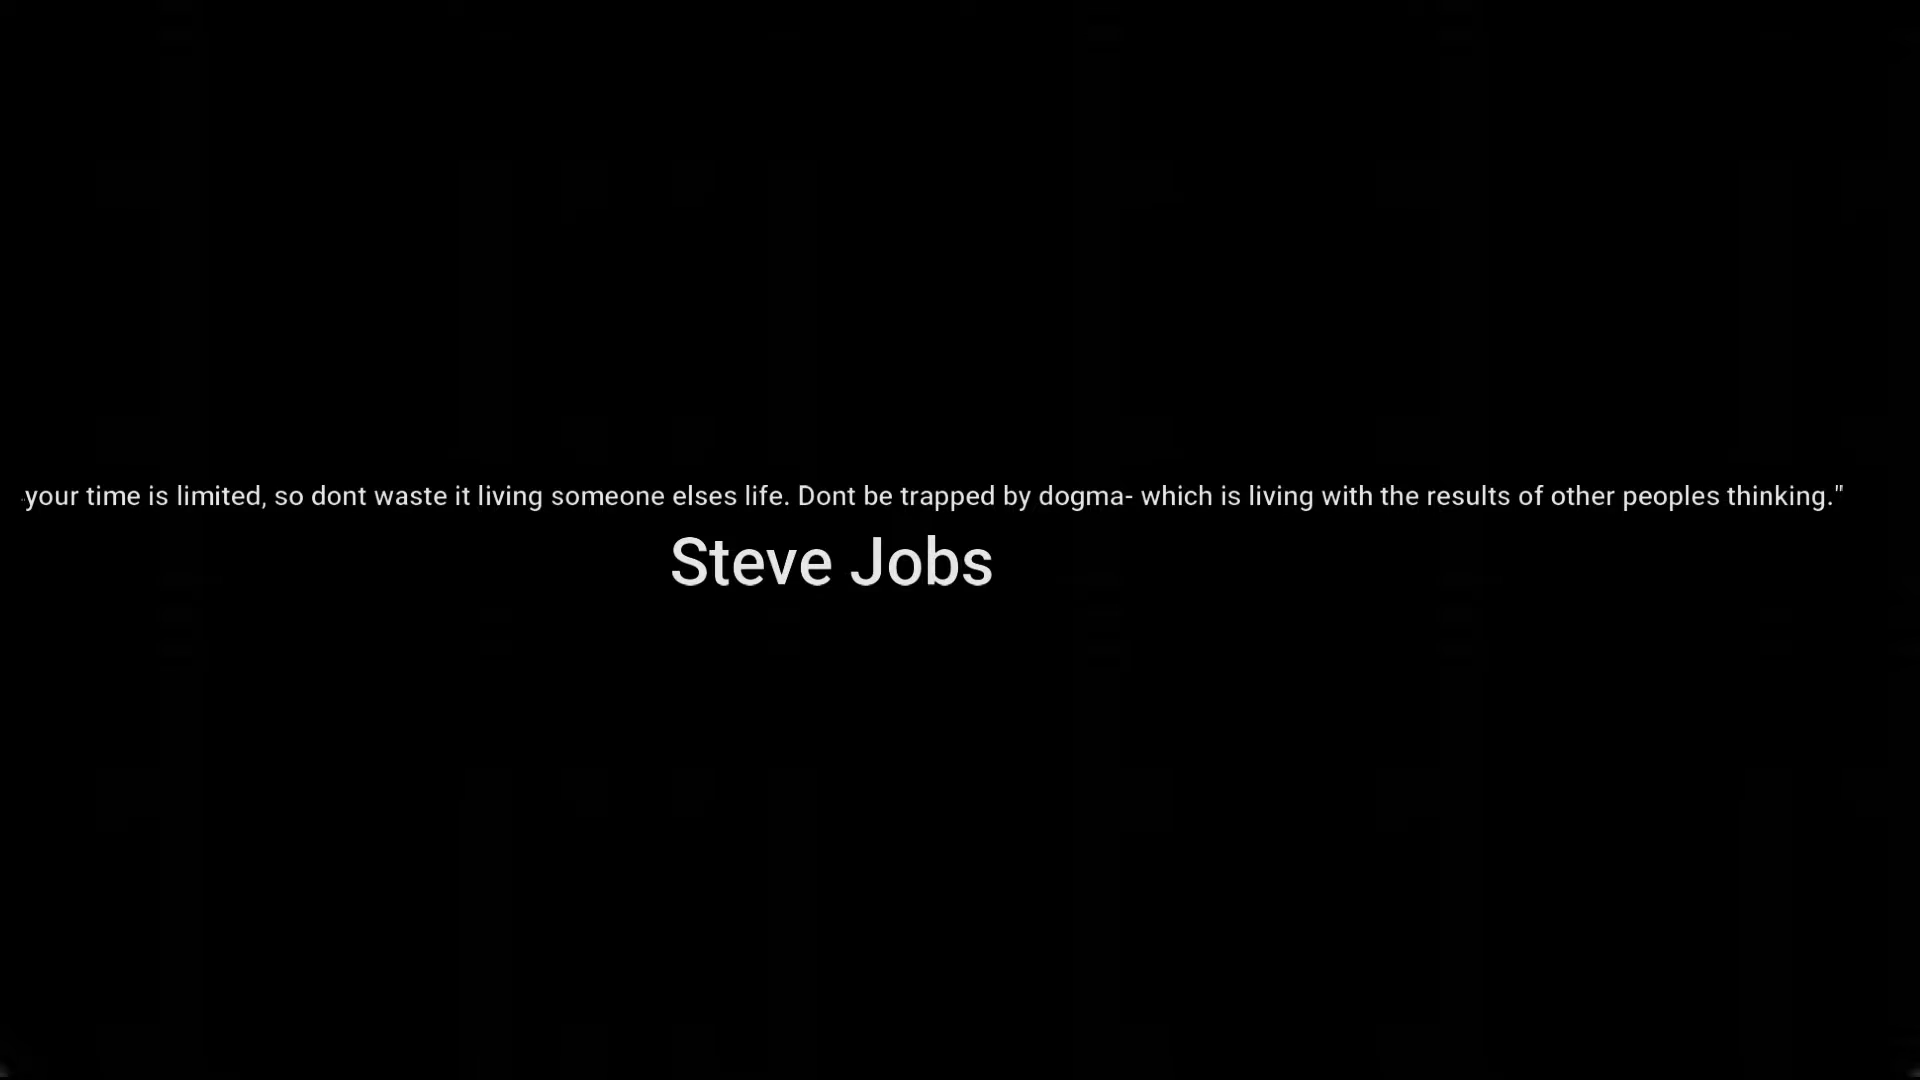 "your time is limited, so dont waste it living someone elses life. Dont be trapped by dogma- which is living with the results of other peoples thinking."
Steve Jobs